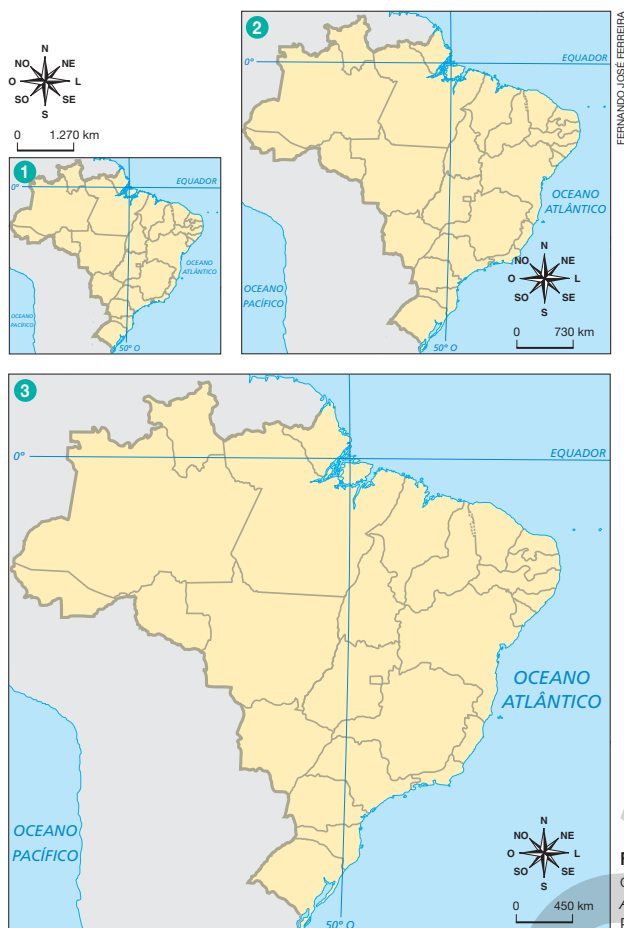 N
NO NE
O L
SO SE
S
0 1.270 km
1
0°
EQUADOR
OCEANO
ATLÂNTICO
OCEANO
PACÍFICO
50° O
2
0°
EQUADOR
OCEANO
ATLÂNTICO
OCEANO
PACÍFICO
N
NO NE
O L
SO SE
S
0 730 km
50° O
FERNANDO JOSÉ FERREIRA
3
0°
EQUADOR
OCEANO
ATLÂNTICO
OCEANO
PACÍFICO
N
NO NE
O L
SO SE
S
0 450 km
50° O